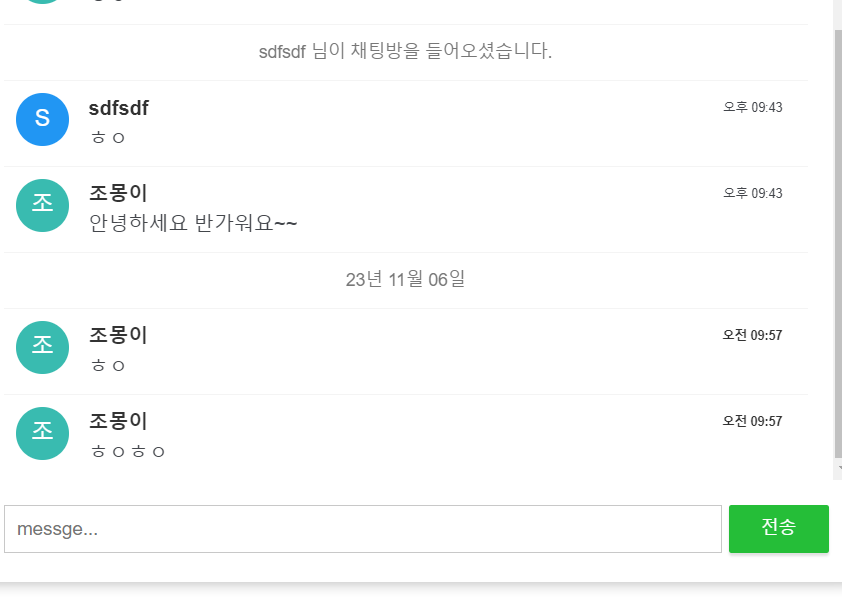 sdfsdf 님이 채팅방을 들어오셨습니다.
S
sdfsdf
오후 09:43
ㅎㅇ
조
조몽이
오후 09:43
안녕하세요 반가워요~~
23년 11월 06일
조
조몽이
오전 09:57
ㅎㅇ
조
조몽이
오전 09:57
ㅎㅇㅎㅇ
messge...
전송